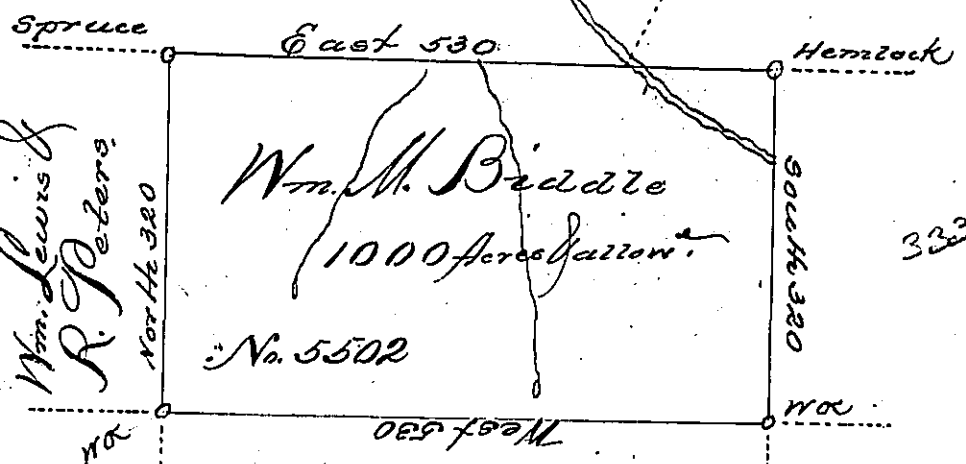 Spruce
East 530
Hemlock
Wm. Lewis &
R. Peters
North 320
Wm. M. Biddle
1000 Acres & allowce.
No. 5502
South 320
West 530
WO
WO